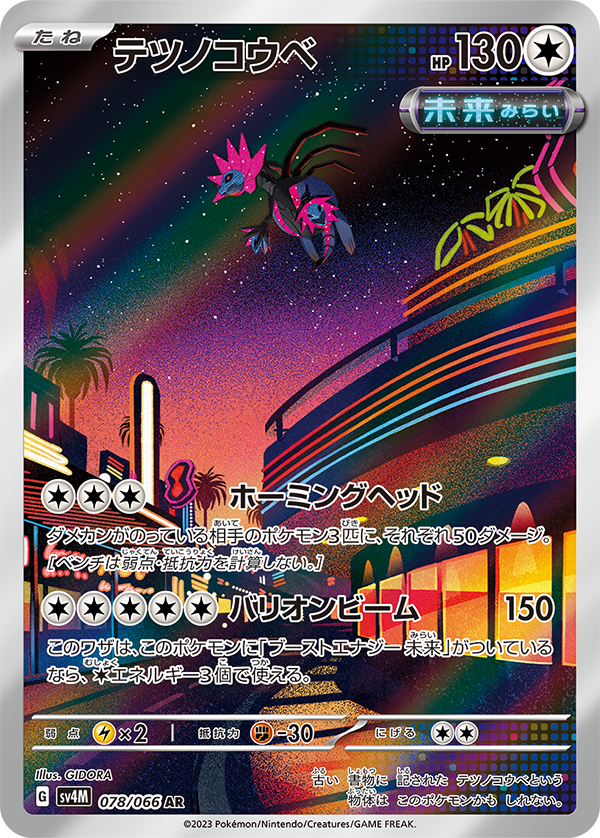 たね テツノコウベ HP 130
未来 みらい
ホーミングヘッド
ダメカンがのっている相手のポケモン3匹に、それぞれ50ダメージ。
[ベンチは弱点・抵抗力を計算しない。]
バリオンビーム 150
このワザは、このポケモンに「ブーストエナジー 未来」がついている
なら、エネルギー3個で使える。
弱点 ×2 抵抗力 -30 にげる
Illus. GIDORA
G sv4M 078/066 AR
古い 書物に 記された テツノコウベという
物体は このポケモンかも しれない。
©2023 Pokémon/Nintendo/Creatures/GAME FREAK.